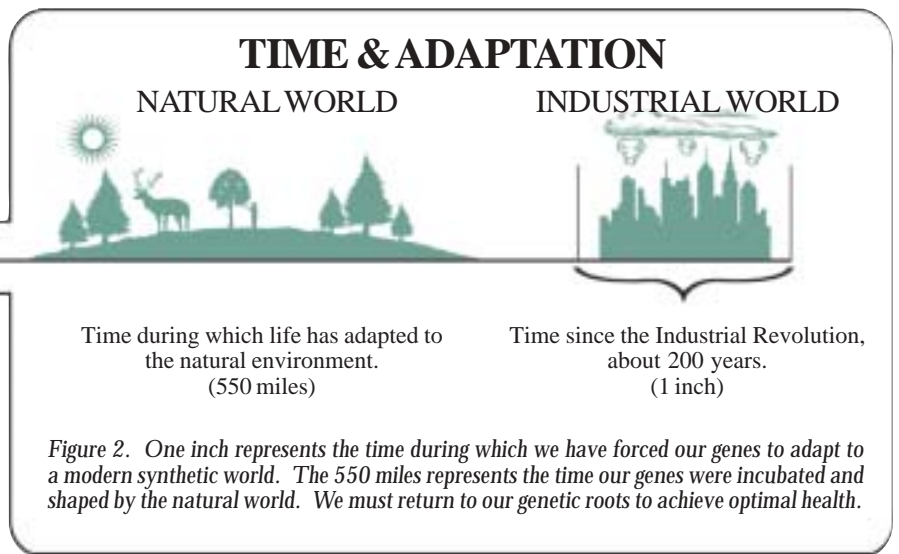 TIME & ADAPTATION
NATURAL WORLD
INDUSTRIAL WORLD
Time during which life has adapted to
the natural environment.
(550 miles)
Time since the Industrial Revolution,
about 200 years.
(1 inch)
Figure 2. One inch represents the time during which we have forced our genes to adapt to
a modern synthetic world. The 550 miles represents the time our genes were incubated and
shaped by the natural world. We must return to our genetic roots to achieve optimal health.